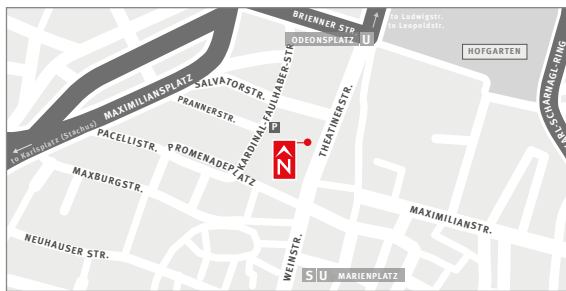 BRIENNER STR.
to Ludwigstr.
to Leopoldstr.
ODEONSPLATZ U
HOFGARTEN
KARL-SCHARNAGL-RING
MAXIMILIANSPLATZ
SALVATORSTR.
KARDINAL-FAULHABER-STR.
PRANNERSTR.
P
THEATINERSTR.
to Karlsplatz (Stachus)
PACELLISTR.
PROMENADEPLATZ
N
MAXBURGSTR.
MAXIMILIANSTR.
NEUHAUSER STR.
WEINSTR.
S U MARIENPLATZ